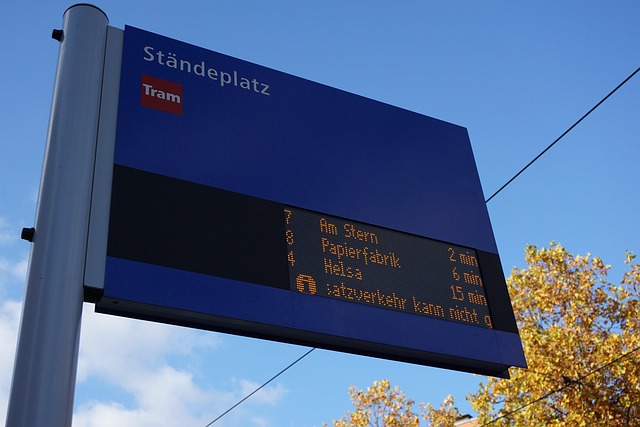 Ständeplatz
Tram
7 Am Stern 2 min
8 Papierfabrik 6 min
4 Helsa 15 min
:atzverkehr kann nicht g